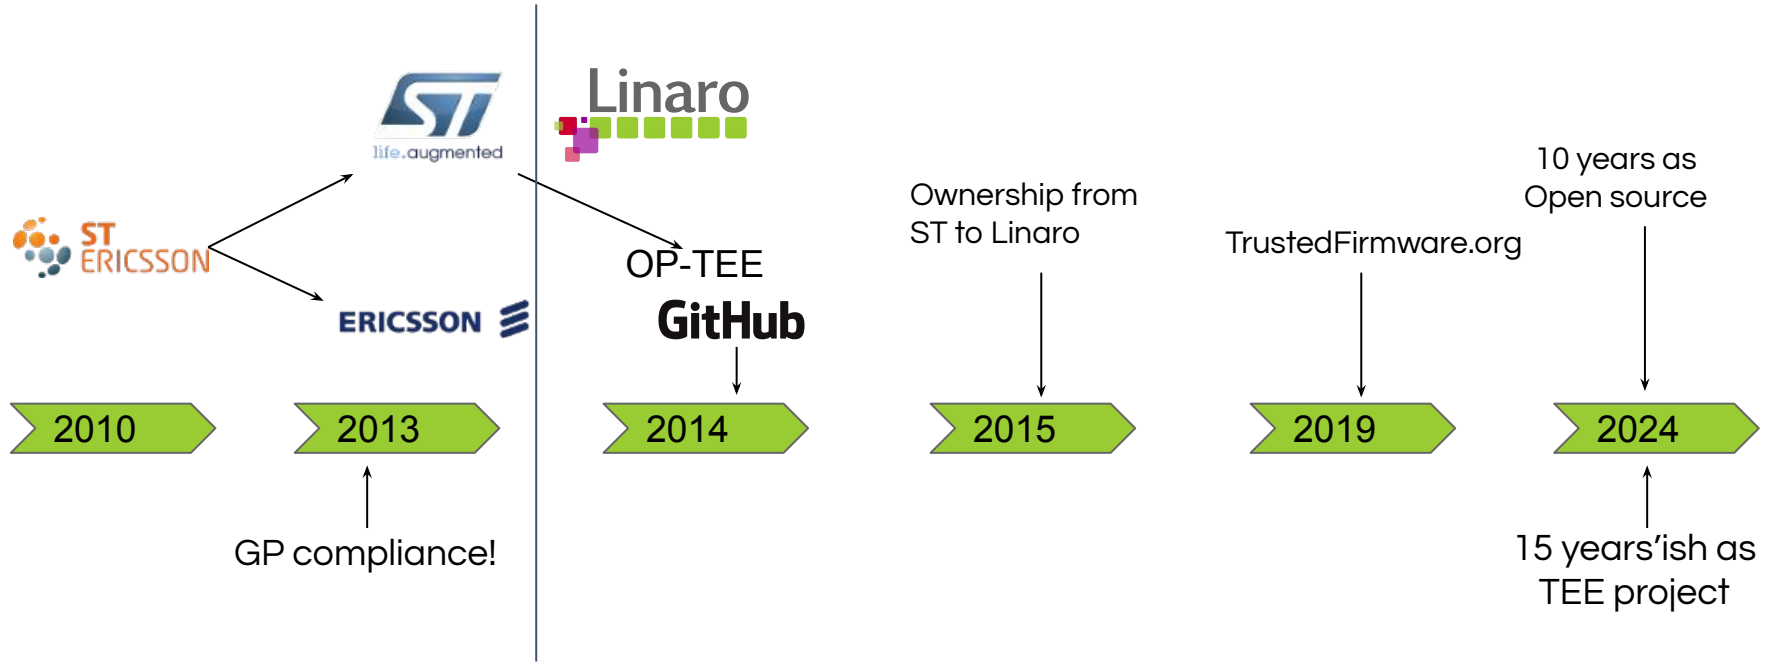 ST
life.augmented
Linaro
ST
ERICSSON
ERICSSON
OP-TEE
GitHub
Ownership from
ST to Linaro
TrustedFirmware.org
10 years as
Open source
2010
2013
2014
2015
2019
2024
GP compliance!
15 years'ish as
TEE project